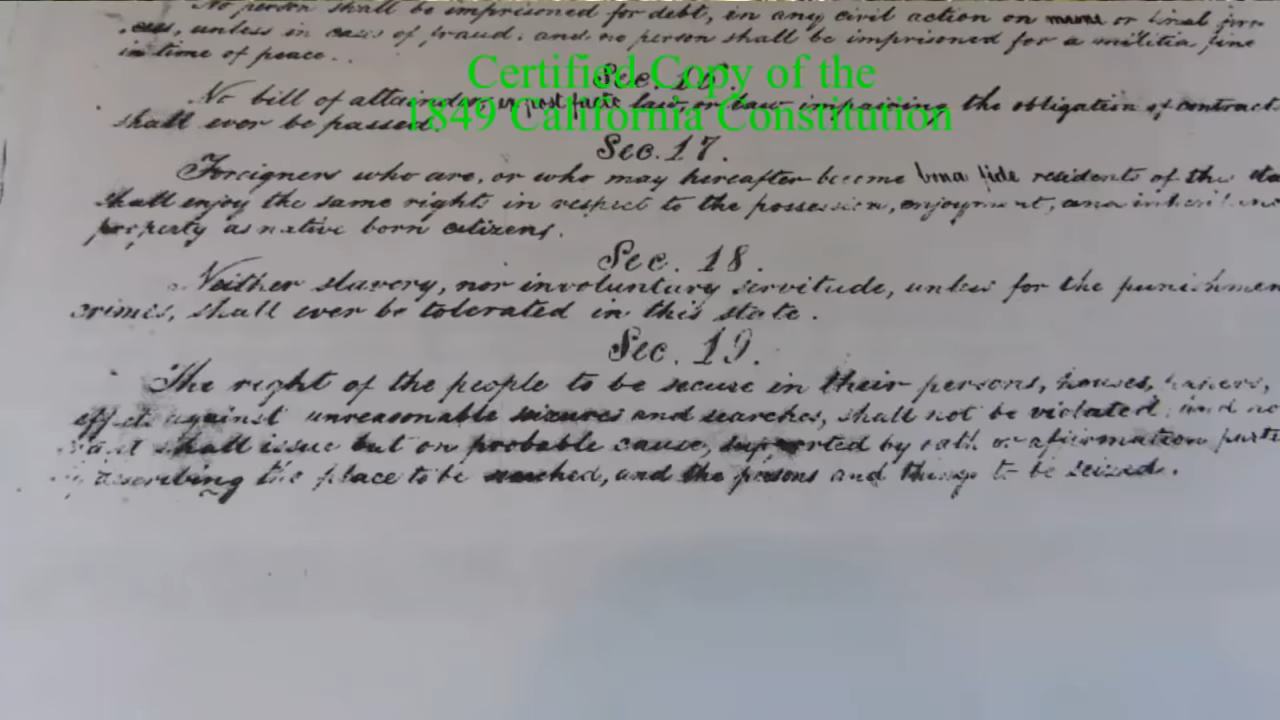 No person shall be imprisoned for debt, in any civil action on mesne or final pro
cess, unless in cases of fraud; and no person shall be imprisoned for a militia fine
in time of peace.
Certified Copy of the
Sec. 16.
No bill of attainder, ex post facto law, or law impairing the obligation of contract
1849 California Constitution
shall ever be passed.
Sec. 17.
Foreigners who are, or who may hereafter become bona fide residents of the sta
shall enjoy the same rights in respect to the possession, enjoyment, and inheritan
property as native born citizens.
Sec. 18.
Neither slavery, nor involuntary servitude, unless for the punishmen
crimes, shall ever be tolerated in this state.
Sec. 19.
The right of the people to be secure in their persons, houses, papers,
effects against unreasonable seizures and searches, shall not be violated; and no
shall issue but on probable cause, supported by oath or affirmation parti
describing the place to be searched, and the persons and things to be seized.